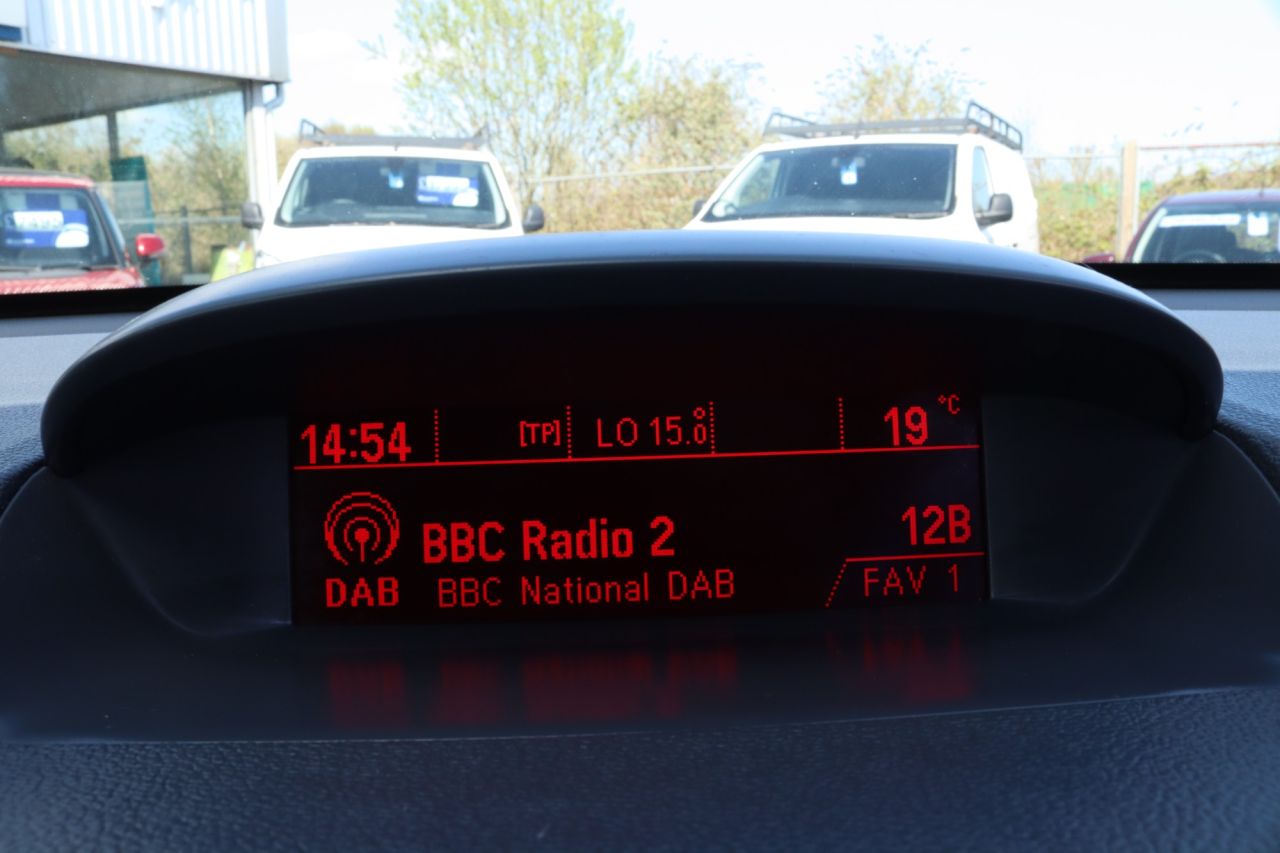 14:54 [TP] LO 15.0° 19 °C
BBC Radio 2 12B
DAB BBC National DAB FAV 1